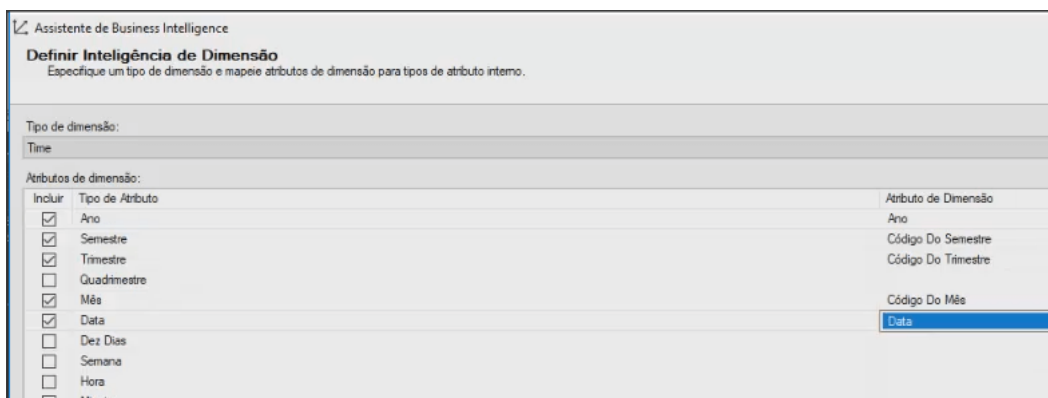 Assistente de Business Intelligence
Definir Inteligência de Dimensão
Especifique um tipo de dimensão e mapeie atributos de dimensão para tipos de atributo interno.
Tipo de dimensão:
Time
Atributos de dimensão:
Incluir Tipo de Atributo Atributo de Dimensão
Ano Ano
Semestre Código Do Semestre
Trimestre Código Do Trimestre
Quadrimestre
Mês Código Do Mês
Data Data
Dez Dias
Semana
Hora